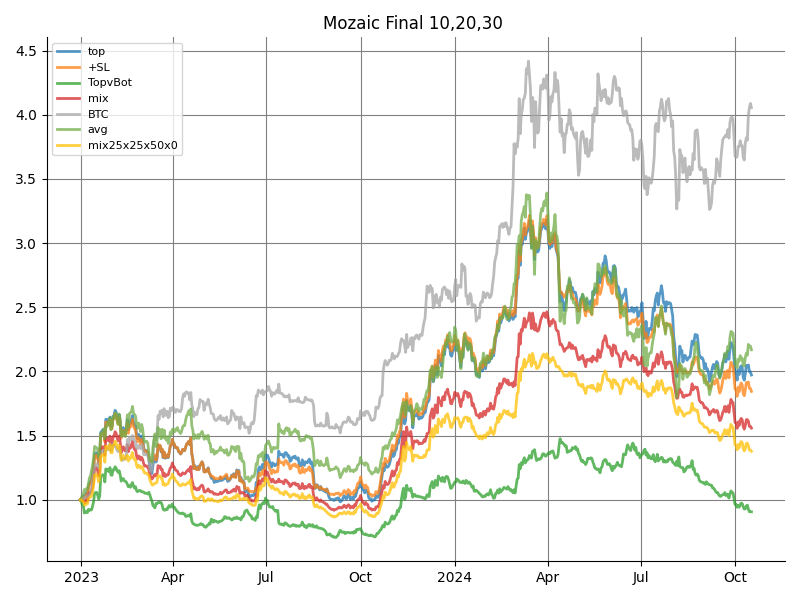 Mozaic Final 10,20,30
top
+SL
TopvBot
mix
BTC
avg
mix25x25x50x0
4.5
4.0
3.5
3.0
2.5
2.0
1.5
1.0
2023 Apr Jul Oct 2024 Apr Jul Oct